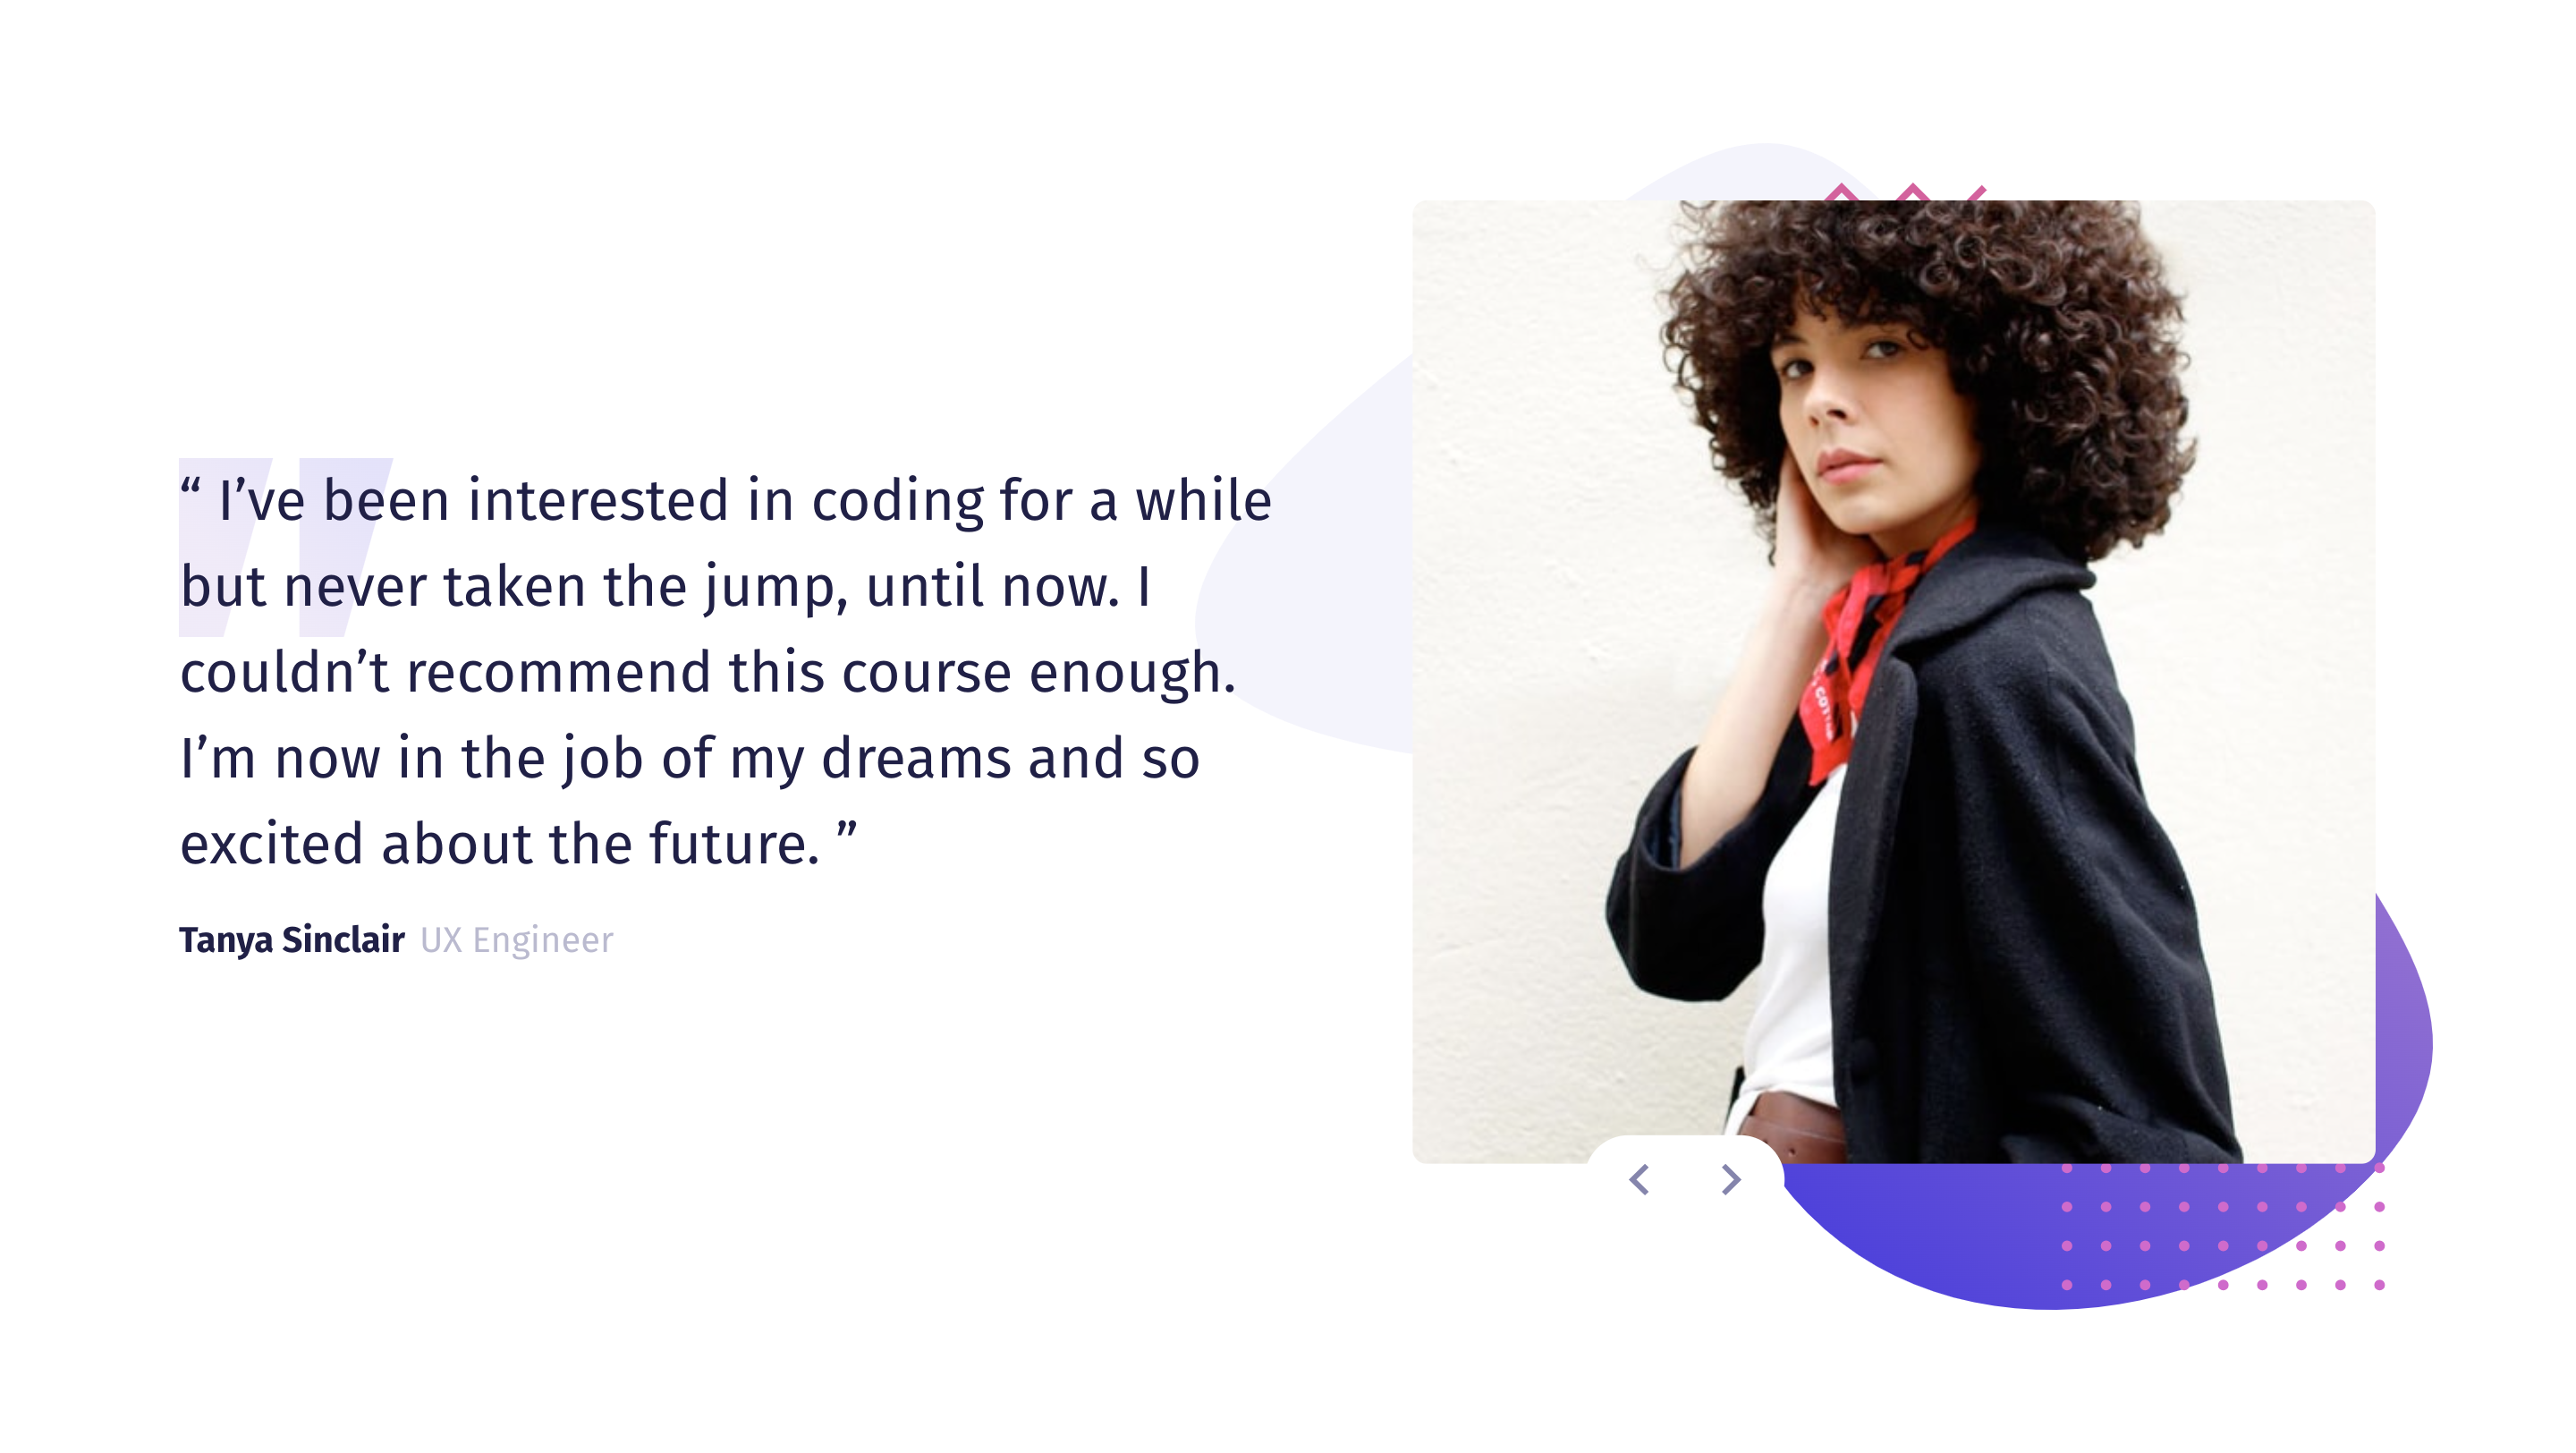 “ I’ve been interested in coding for a while
but never taken the jump, until now. I
couldn’t recommend this course enough.
I’m now in the job of my dreams and so
excited about the future. ”
Tanya Sinclair UX Engineer